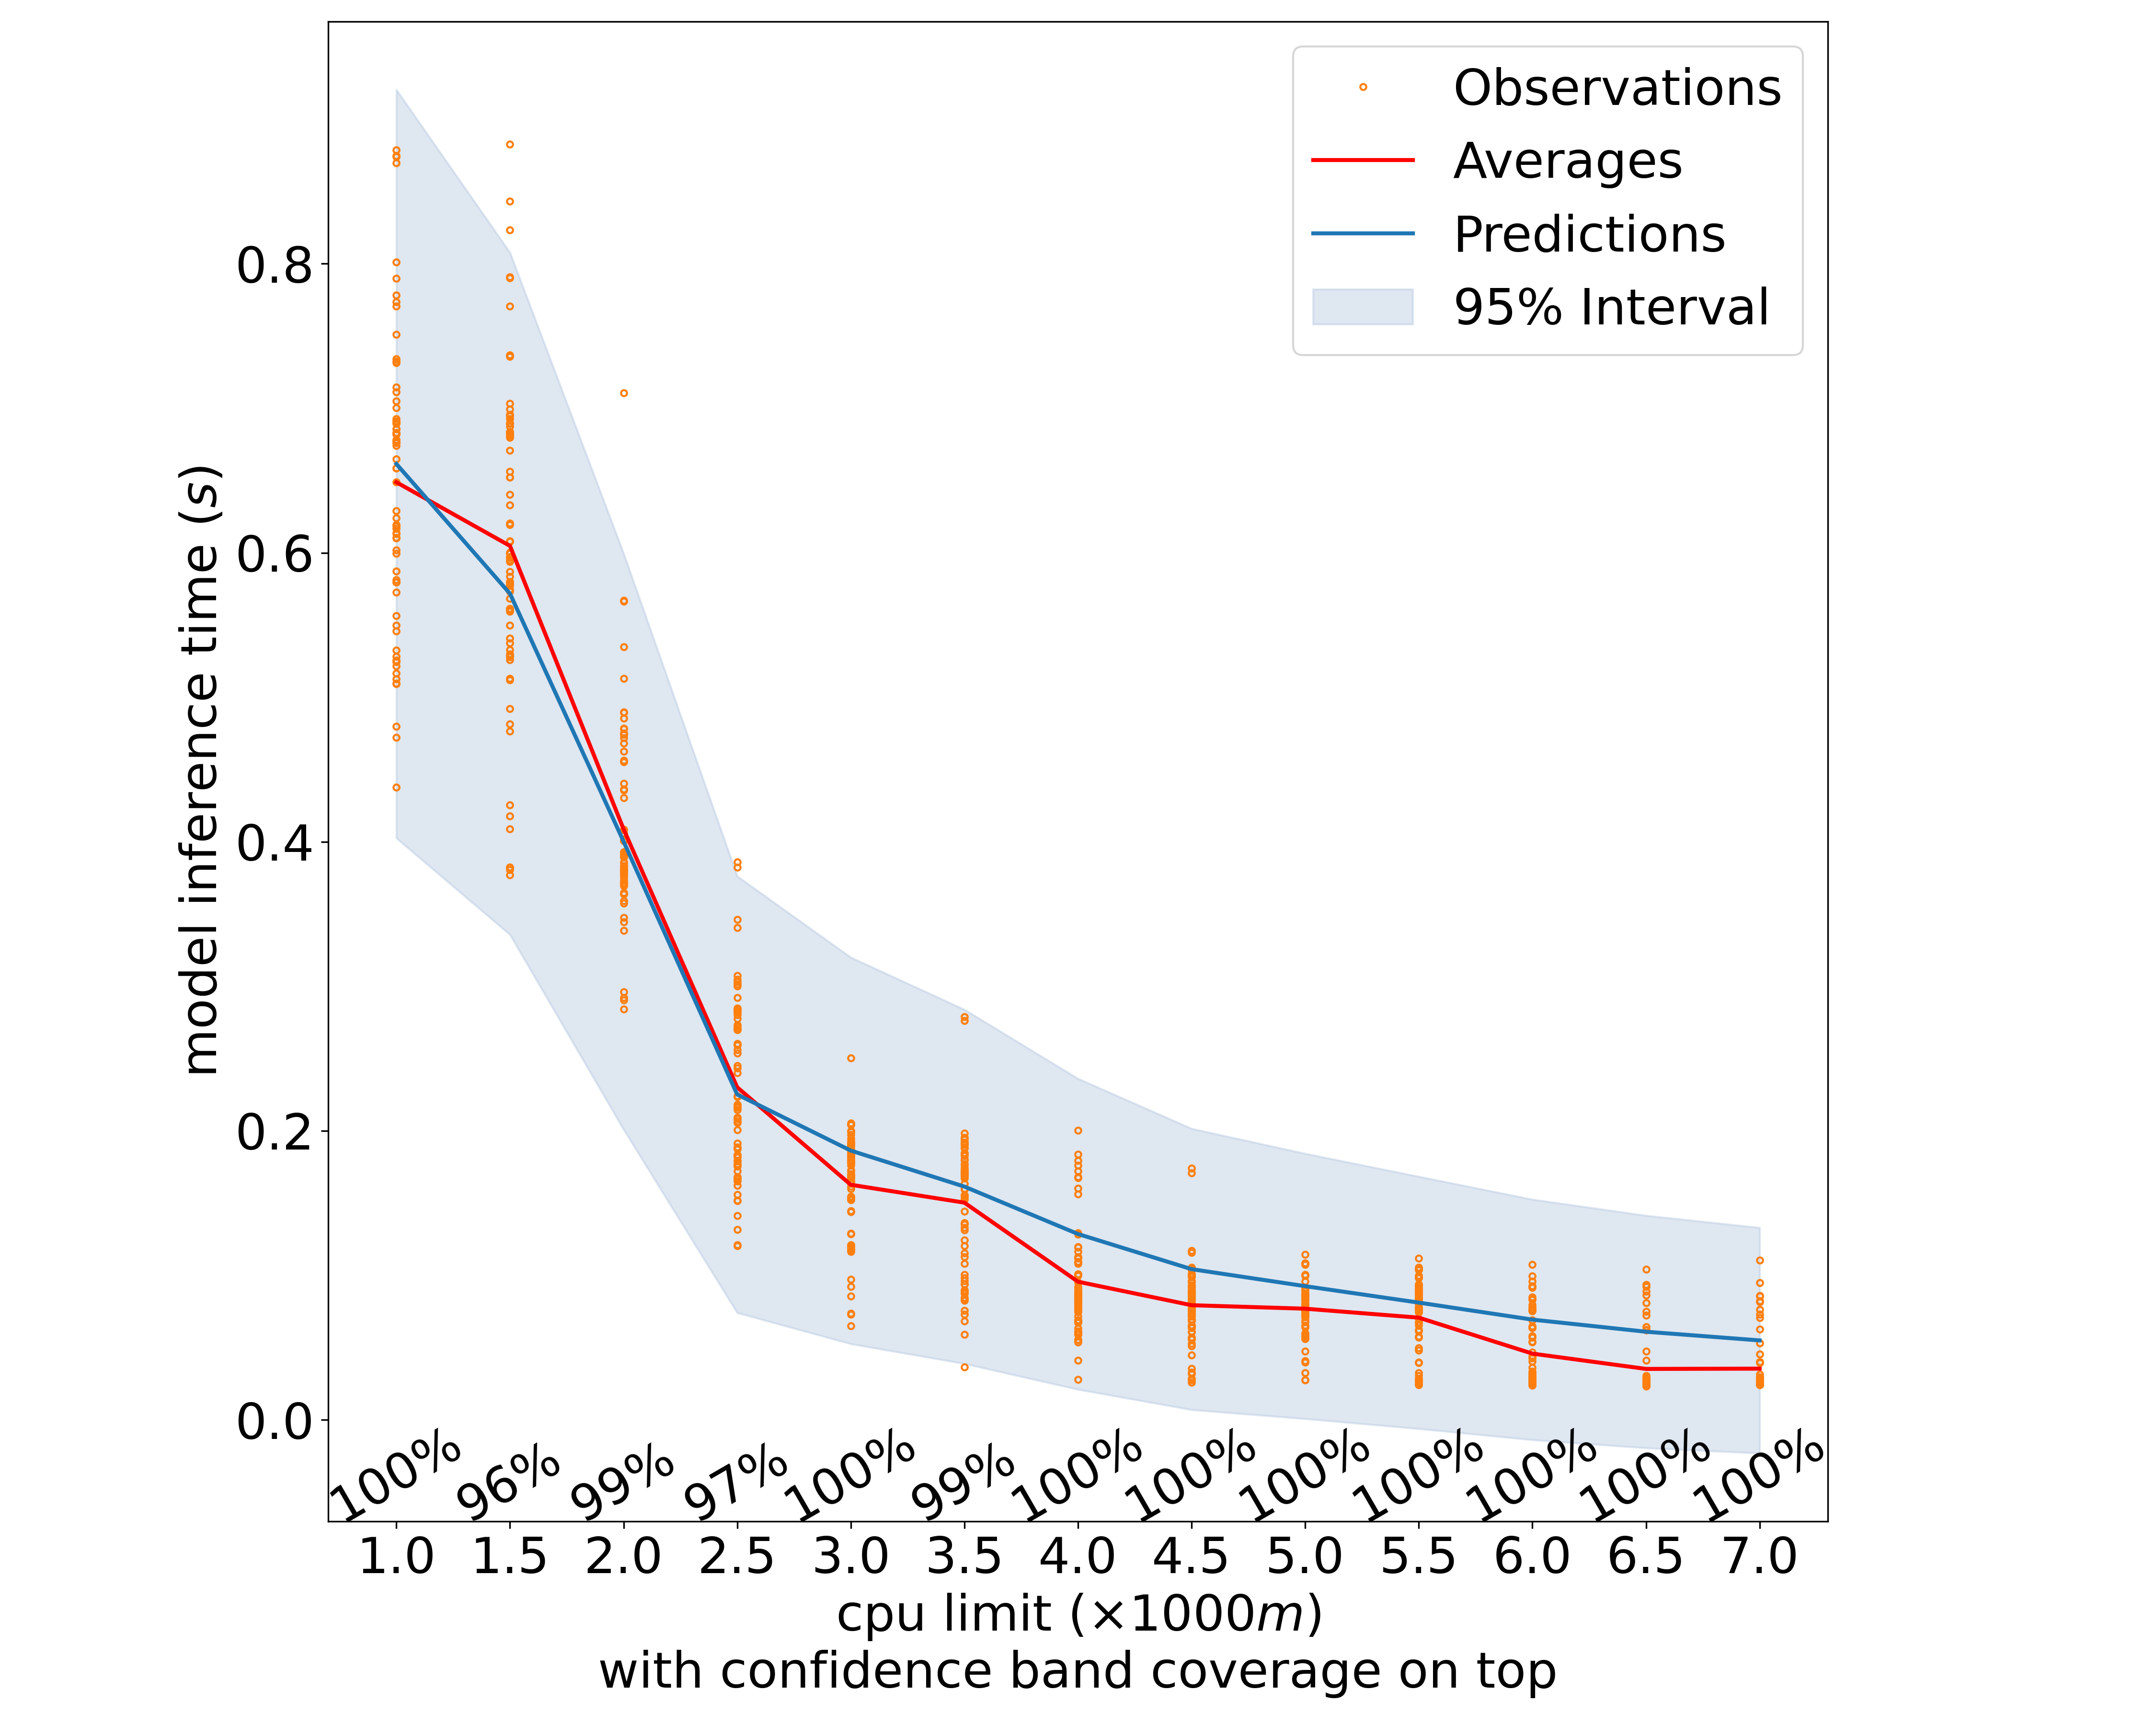 Observations
Averages
Predictions
95% Interval
model inference time (s)
0.8
0.6
0.4
0.2
0.0
100% 96% 99% 97% 100% 99% 100% 100% 100% 100% 100% 100% 100%
1.0 1.5 2.0 2.5 3.0 3.5 4.0 4.5 5.0 5.5 6.0 6.5 7.0
cpu limit (×1000m)
with confidence band coverage on top